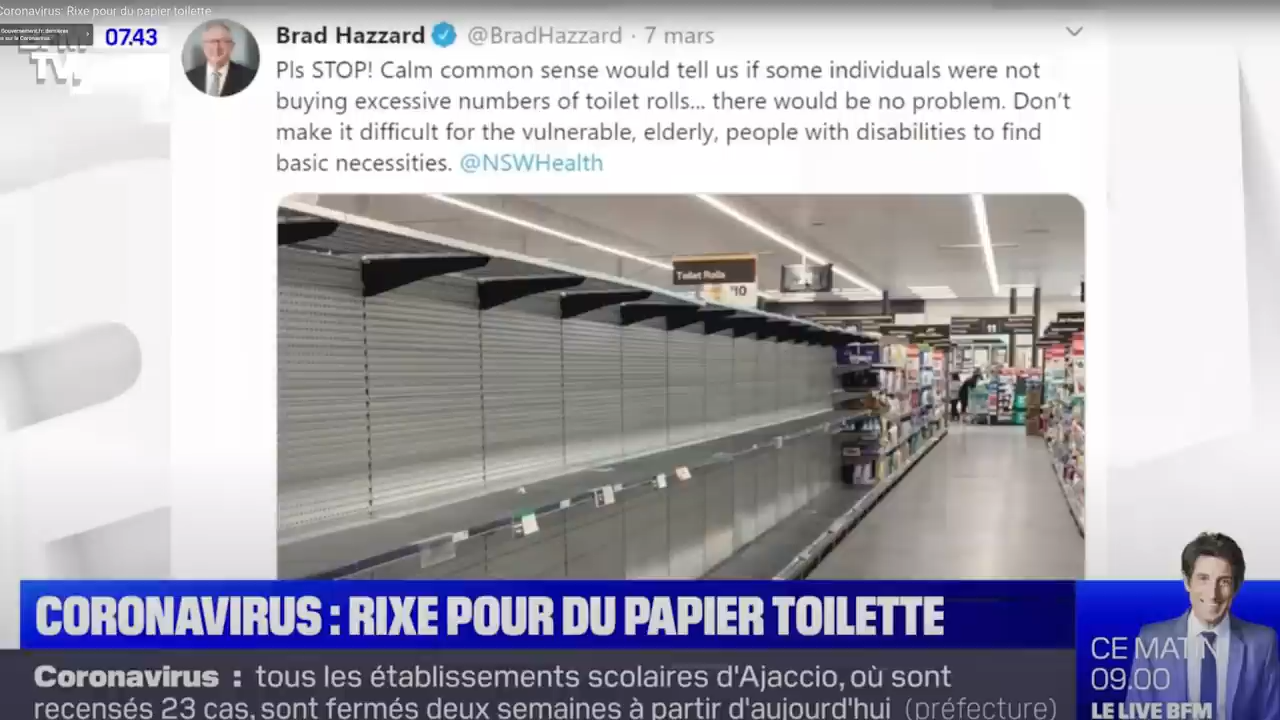 Coronavirus: Rixe pour du papier toilette
07.43
TV
Brad Hazzard @BradHazzard · 7 mars
Pls STOP! Calm common sense would tell us if some individuals were not
buying excessive numbers of toilet rolls... there would be no problem. Don't
make it difficult for the vulnerable, elderly, people with disabilities to find
basic necessities. @NSWHealth
Toilet Rolls
$10
11
CORONAVIRUS : RIXE POUR DU PAPIER TOILETTE
Coronavirus : tous les établissements scolaires d'Ajaccio, où sont
recensés 23 cas, sont fermés deux semaines à partir d'aujourd'hui (préfecture)
CE MATIN
09.00
LE LIVE BFM